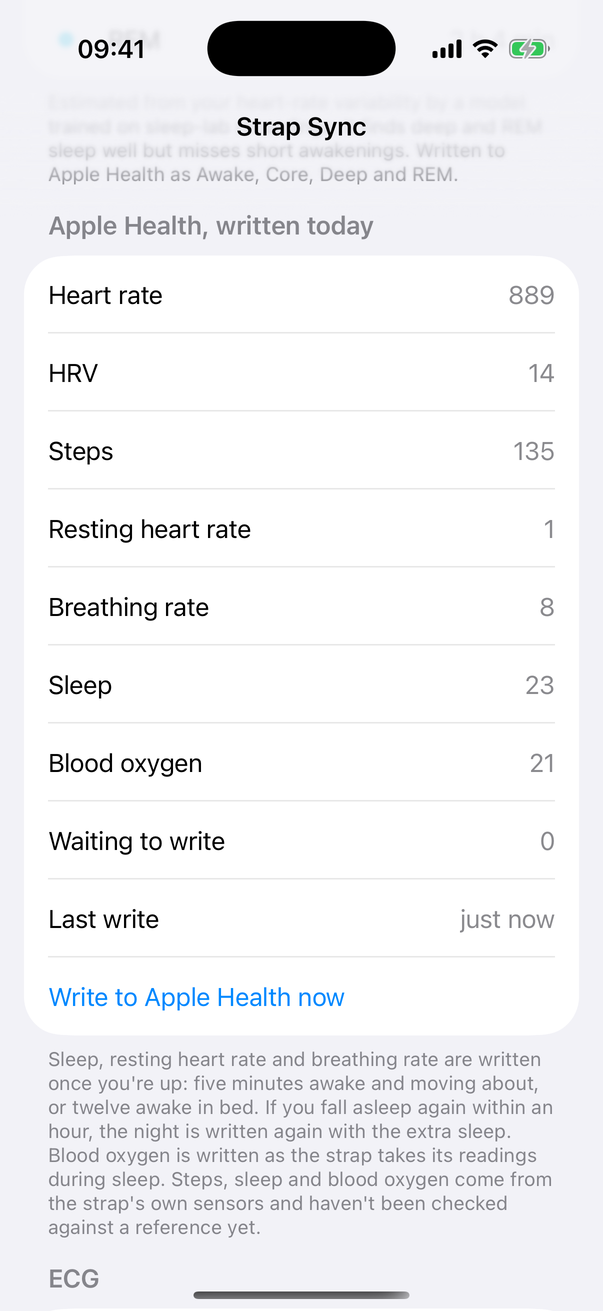 09:41
REM
Estimated from your heart rate variability by a model
trained on sleep-lab finds deep and REM
Strap Sync
sleep well but misses short awakenings. Written to
Apple Health as Awake, Core, Deep and REM.
Apple Health, written today
Heart rate 889
HRV 14
Steps 135
Resting heart rate 1
Breathing rate 8
Sleep 23
Blood oxygen 21
Waiting to write 0
Last write just now
Write to Apple Health now
Sleep, resting heart rate and breathing rate are written
once you're up: five minutes awake and moving about,
or twelve awake in bed. If you fall asleep again within an
hour, the night is written again with the extra sleep.
Blood oxygen is written as the strap takes its readings
during sleep. Steps, sleep and blood oxygen come from
the strap's own sensors and haven't been checked
against a reference yet.
ECG